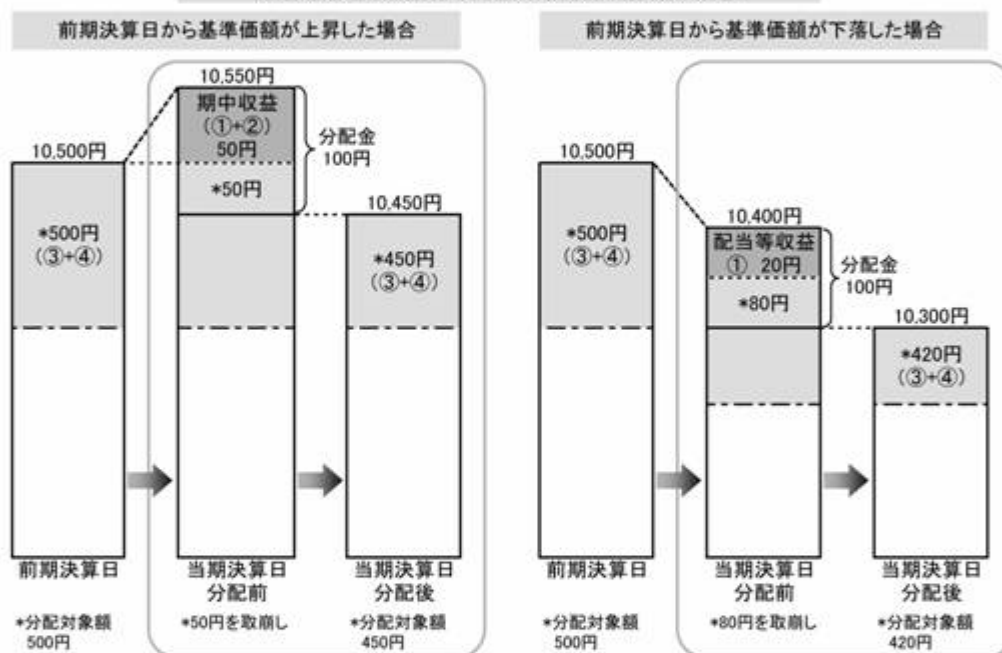 前期決算日から基準価額が上昇した場合
10,550円
期中収益
(①+②)
50円
分配金
100円
10,500円
*50円
10,450円
*500円
(③+④)
*450円
(③+④)
前期決算日
当期決算日
分配前
当期決算日
分配後
*分配対象額
500円
*50円を取崩し
*分配対象額
450円
前期決算日から基準価額が下落した場合
10,500円
10,400円
*500円
(③+④)
配当等収益
① 20円
分配金
100円
*80円
10,300円
*420円
(③+④)
前期決算日
当期決算日
分配前
当期決算日
分配後
*分配対象額
500円
*80円を取崩し
*分配対象額
420円